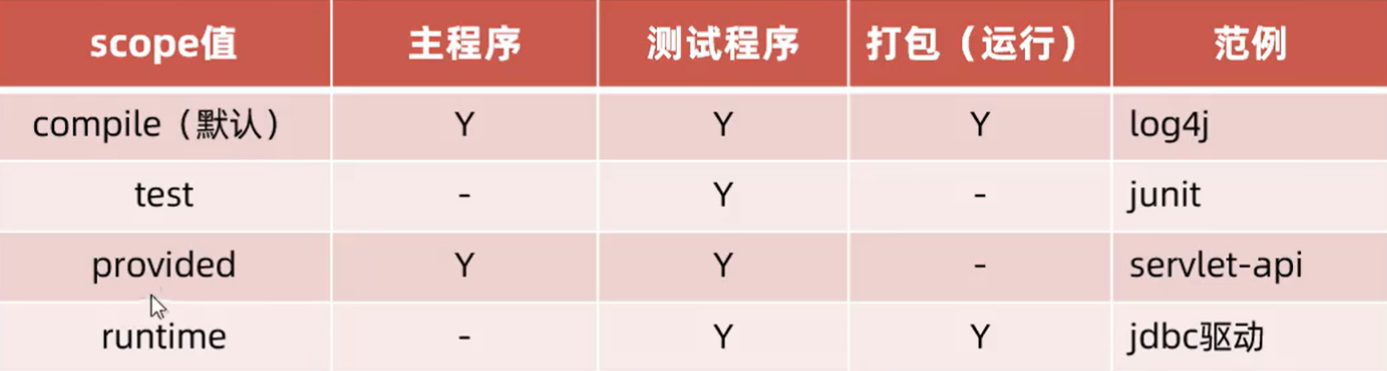 scope值 主程序 测试程序 打包（运行） 范例
compile（默认） Y Y Y log4j
test - Y - junit
provided Y Y - servlet-api
runtime - Y Y jdbc驱动